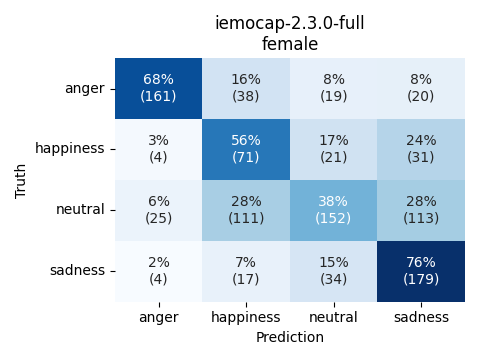 iemocap-2.3.0-full
female
Truth
anger
68% 16% 8% 8%
(161) (38) (19) (20)
happiness
3% 56% 17% 24%
(4) (71) (21) (31)
neutral
6% 28% 38% 28%
(25) (111) (152) (113)
sadness
2% 7% 15% 76%
(4) (17) (34) (179)
anger happiness neutral sadness
Prediction